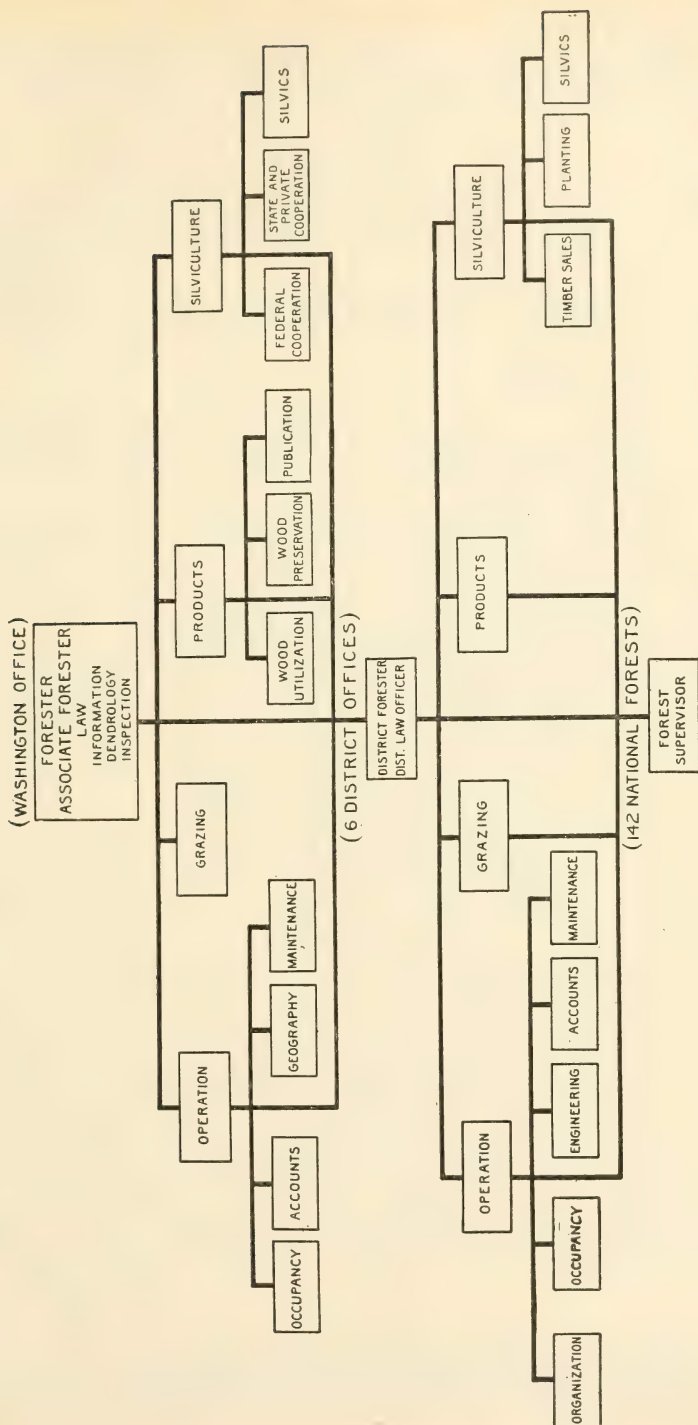 (WASHINGTON OFFICE)
FORESTER
ASSOCIATE FORESTER
LAW
INFORMATION
DENDROLOGY
INSPECTION
OPERATION
GRAZING
PRODUCTS
SILVICULTURE
OCCUPANCY
ACCOUNTS
GEOGRAPHY
MAINTENANCE
WOOD
UTILIZATION
WOOD
PRESERVATION
PUBLICATION
FEDERAL
COOPERATION
STATE AND
PRIVATE
COOPERATION
SILVICS
(6 DISTRICT OFFICES)
DISTRICT FORESTER
DIST. LAW OFFICER
OPERATION
GRAZING
PRODUCTS
SILVICULTURE
ORGANIZATION
OCCUPANCY
ENGINEERING
ACCOUNTS
MAINTENANCE
TIMBER SALES
PLANTING
SILVICS
(142 NATIONAL FORESTS)
FOREST
SUPERVISOR